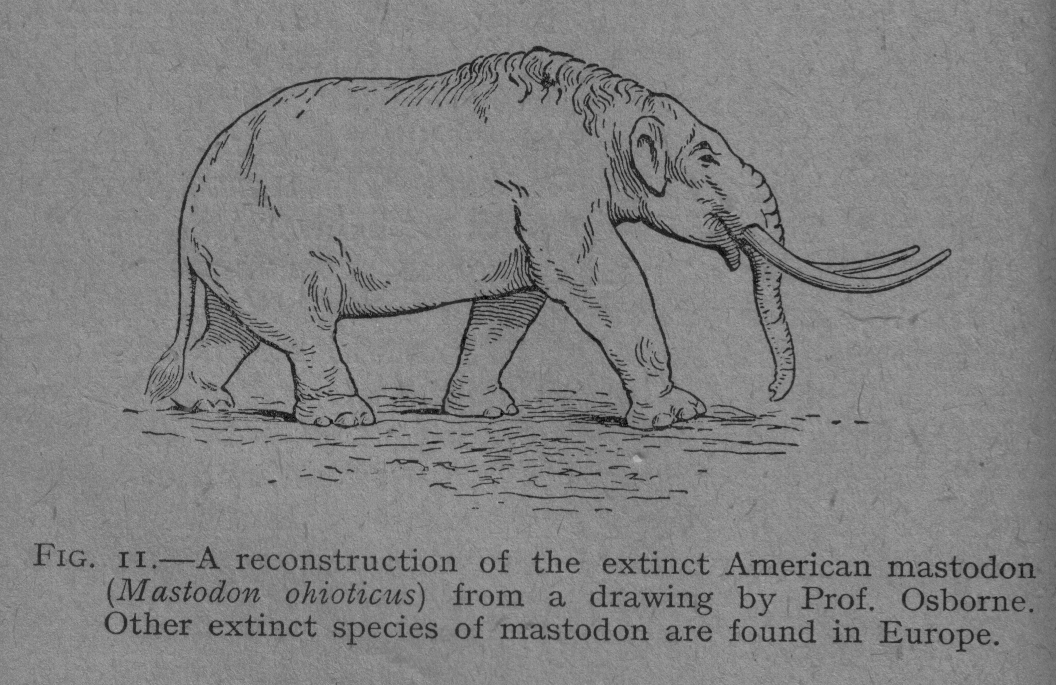 FIG. 11.—A reconstruction of the extinct American mastodon
(Mastodon ohioticus) from a drawing by Prof. Osborne.
Other extinct species of mastodon are found in Europe.